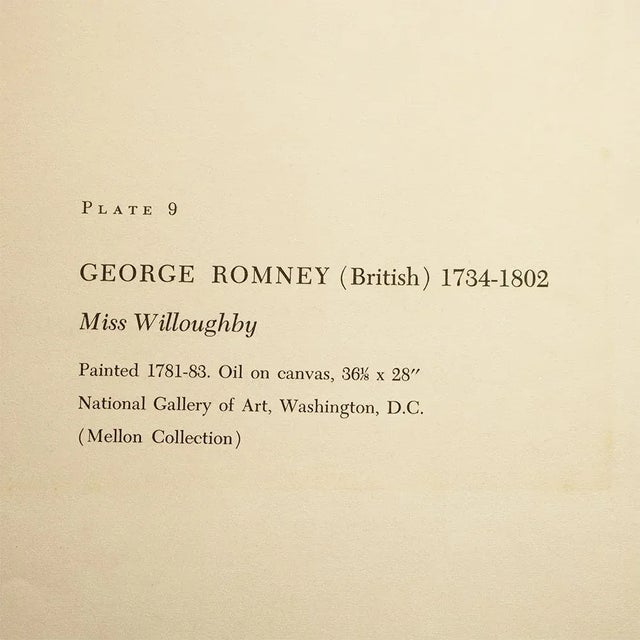 PLATE 9
GEORGE ROMNEY (British) 1734-1802
Miss Willoughby
Painted 1781-83. Oil on canvas, 36⅛ x 28″
National Gallery of Art, Washington, D.C.
(Mellon Collection)